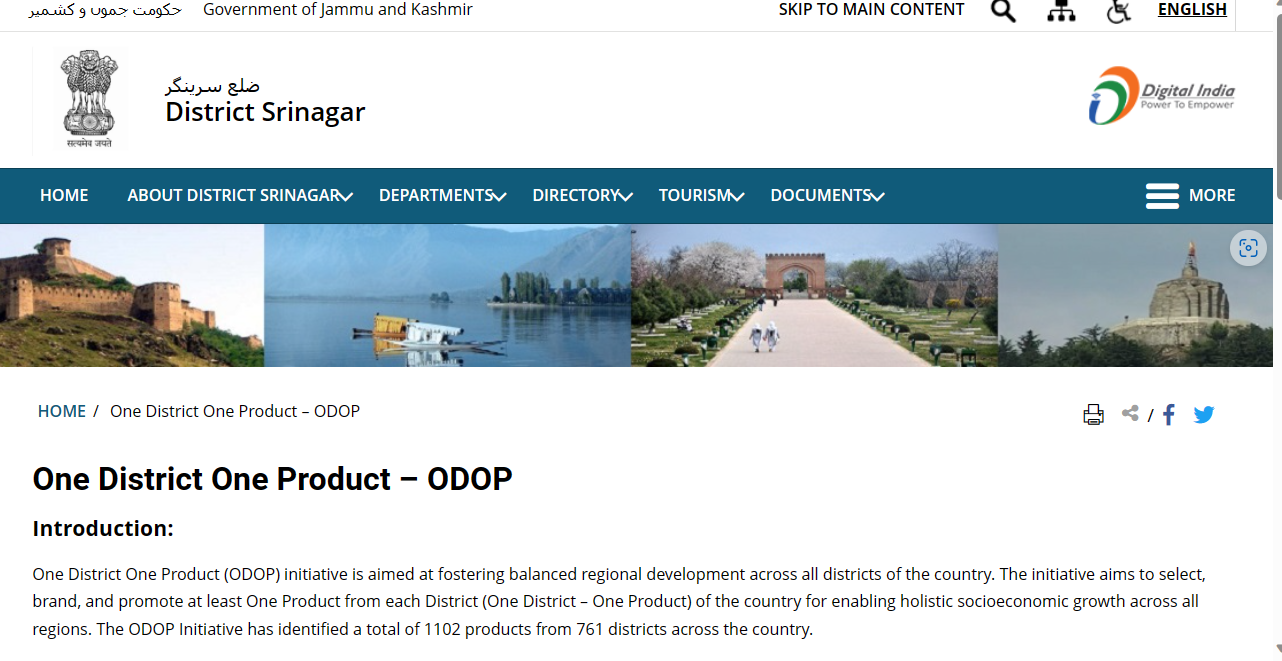 حکومت جموں و کشمیر Government of Jammu and Kashmir SKIP TO MAIN CONTENT ENGLISH
ضلع سرینگر
District Srinagar
सत्यमेव जयते
Digital India
Power To Empower
HOME ABOUT DISTRICT SRINAGAR DEPARTMENTS DIRECTORY TOURISM DOCUMENTS MORE
HOME / One District One Product – ODOP /
One District One Product – ODOP
Introduction:
One District One Product (ODOP) initiative is aimed at fostering balanced regional development across all districts of the country. The initiative aims to select,
brand, and promote at least One Product from each District (One District – One Product) of the country for enabling holistic socioeconomic growth across all
regions. The ODOP Initiative has identified a total of 1102 products from 761 districts across the country.